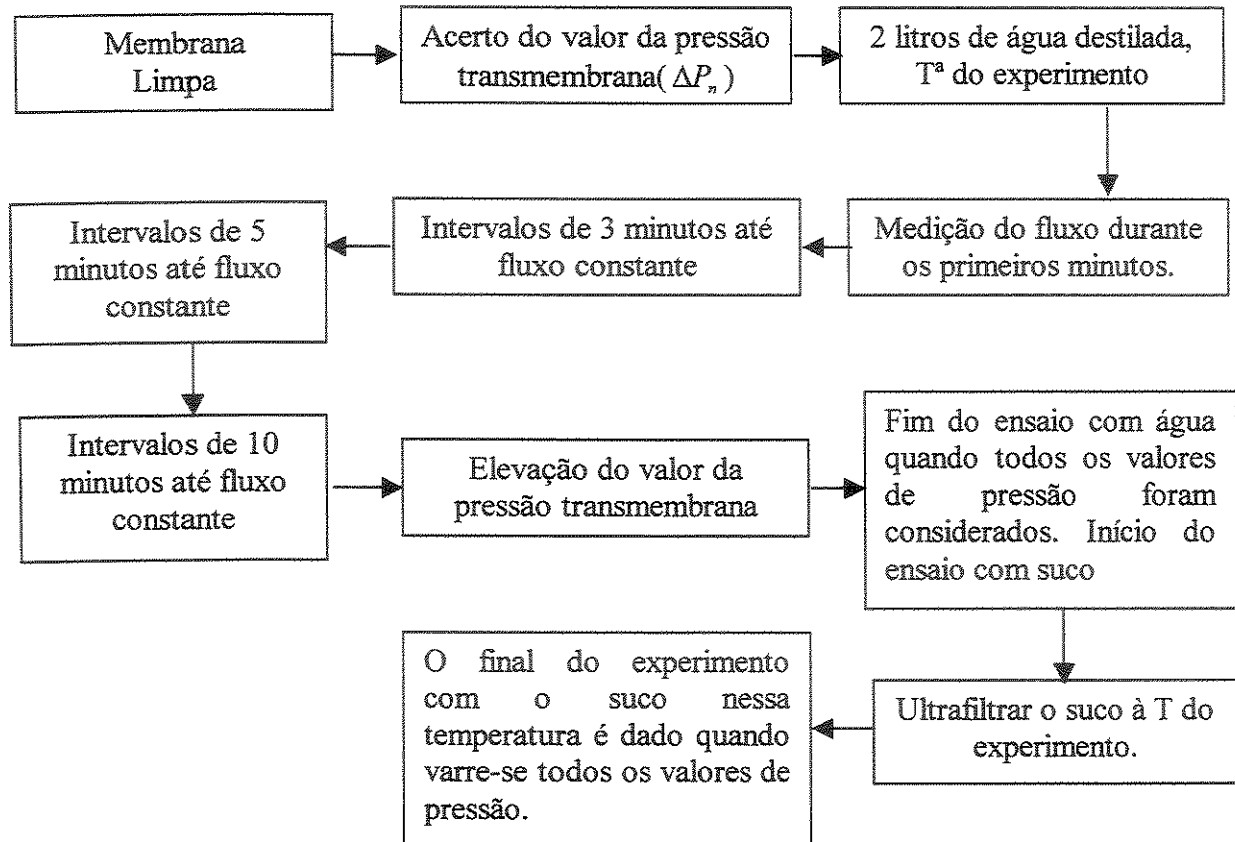 Membrana
Limpa
Acerto do valor da pressão
transmembrana( ΔPₙ )
2 litros de água destilada,
Tª do experimento
Medição do fluxo durante
os primeiros minutos.
Intervalos de 3 minutos até
fluxo constante
Intervalos de 5
minutos até fluxo
constante
Intervalos de 10
minutos até fluxo
constante
Elevação do valor da
pressão transmembrana
Fim do ensaio com água
quando todos os valores
de pressão foram
considerados. Início do
ensaio com suco
Ultrafiltrar o suco à T do
experimento.
O final do experimento
com o suco nessa
temperatura é dado quando
varre-se todos os valores de
pressão.